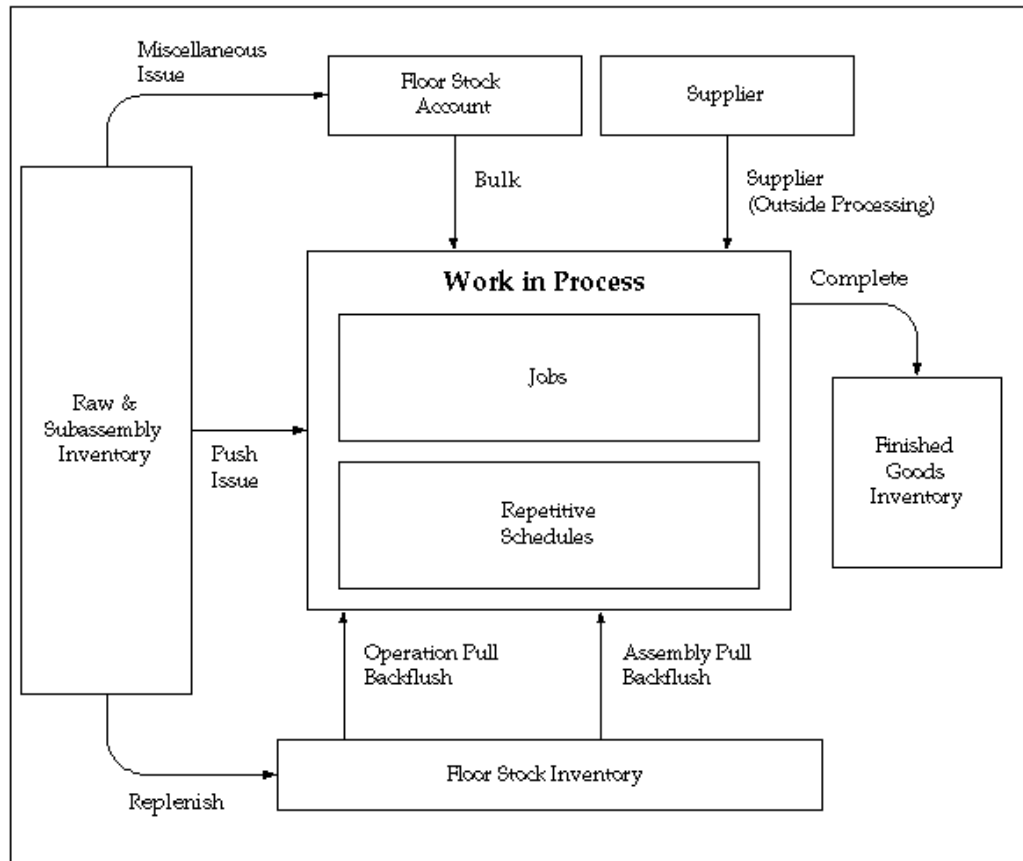 Miscellaneous
Issue
Floor Stock
Account
Supplier
Bulk
Supplier
(Outside Processing)
Work in Process
Complete
Jobs
Raw &
Subassembly
Inventory
Push
Issue
Finished
Goods
Inventory
Repetitive
Schedules
Operation Pull
Backflush
Assembly Pull
Backflush
Floor Stock Inventory
Replenish